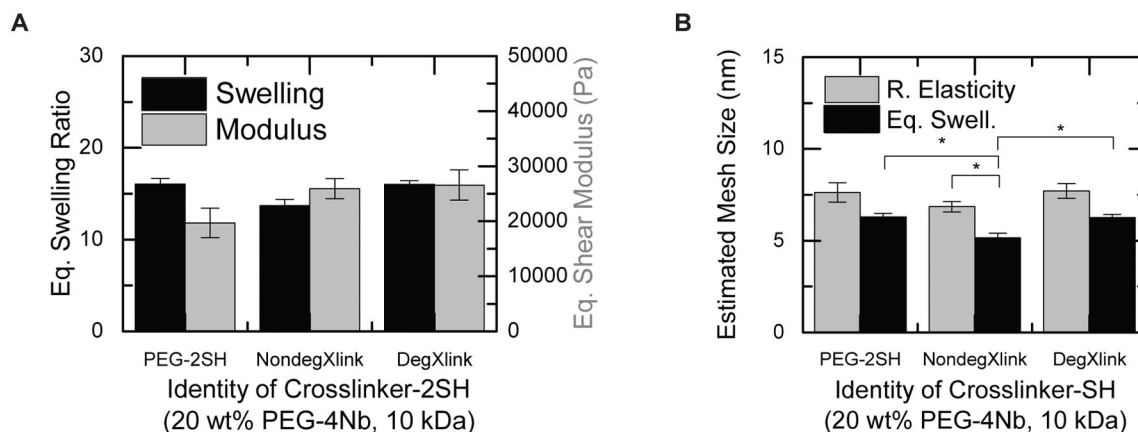 A
30
20
10
0
Eq. Swelling Ratio
Swelling
Modulus
50000
40000
30000
20000
10000
0
Eq. Shear Modulus (Pa)
PEG-2SH NondegXlink DegXlink
Identity of Crosslinker-2SH
(20 wt% PEG-4Nb, 10 kDa)
B
15
10
5
0
Estimated Mesh Size (nm)
R. Elasticity
Eq. Swell.
*
*
*
PEG-2SH NondegXlink DegXlink
Identity of Crosslinker-SH
(20 wt% PEG-4Nb, 10 kDa)